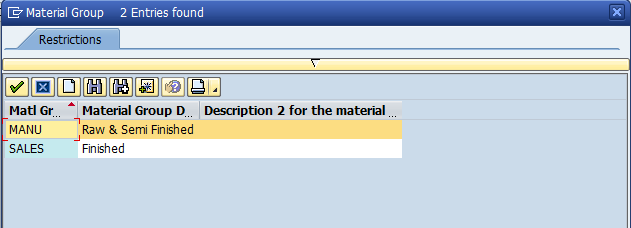 Material Group 2 Entries found
Restrictions
Matl Gr... Material Group D... Description 2 for the material ...
MANU Raw & Semi Finished
SALES Finished